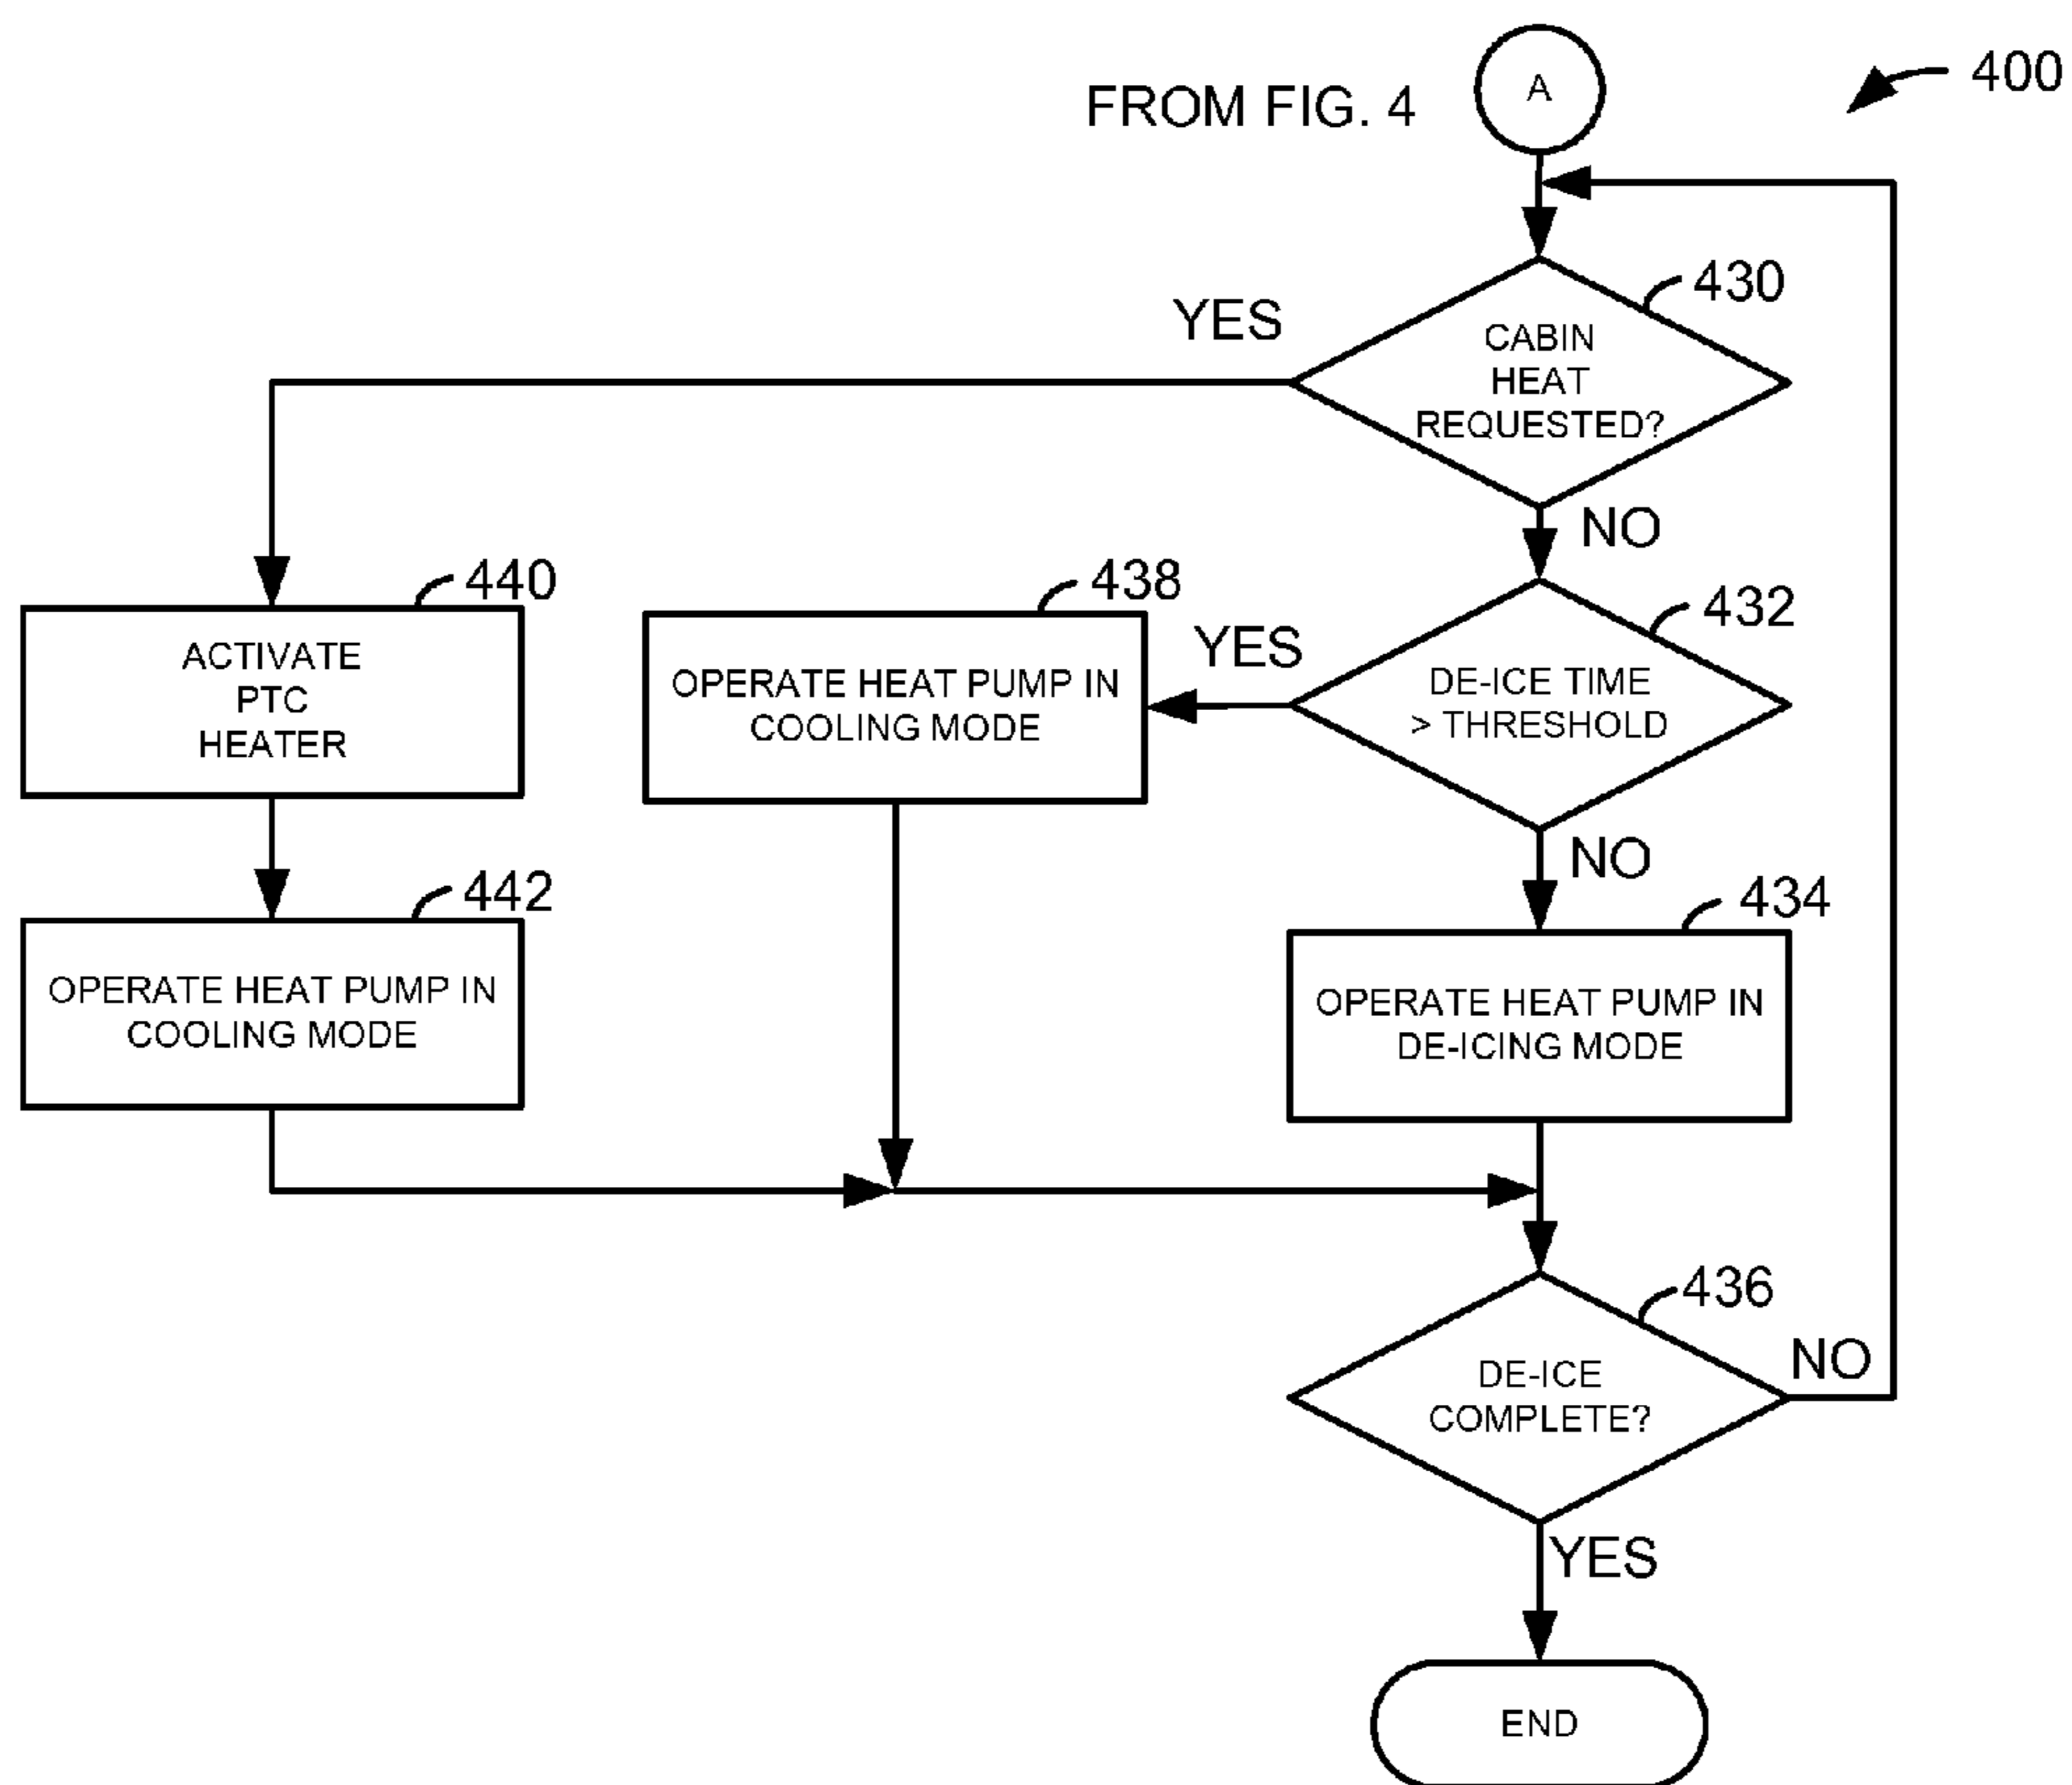 400
A
FROM FIG. 4
430
YES
CABIN
HEAT
REQUESTED?
NO
440
438
432
ACTIVATE
PTC
HEATER
OPERATE HEAT PUMP IN
COOLING MODE
YES
DE-ICE TIME
> THRESHOLD
NO
442
434
OPERATE HEAT PUMP IN
COOLING MODE
OPERATE HEAT PUMP IN
DE-ICING MODE
436
NO
DE-ICE
COMPLETE?
YES
END